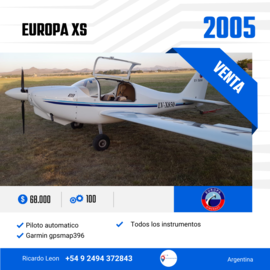 EUROPA XS
2005
VENTA
68.000
100
Piloto automatico
Todos los instrumentos
Garmin gpsmap396
Ricardo Leon
+54 9 2494 372843
Argentina